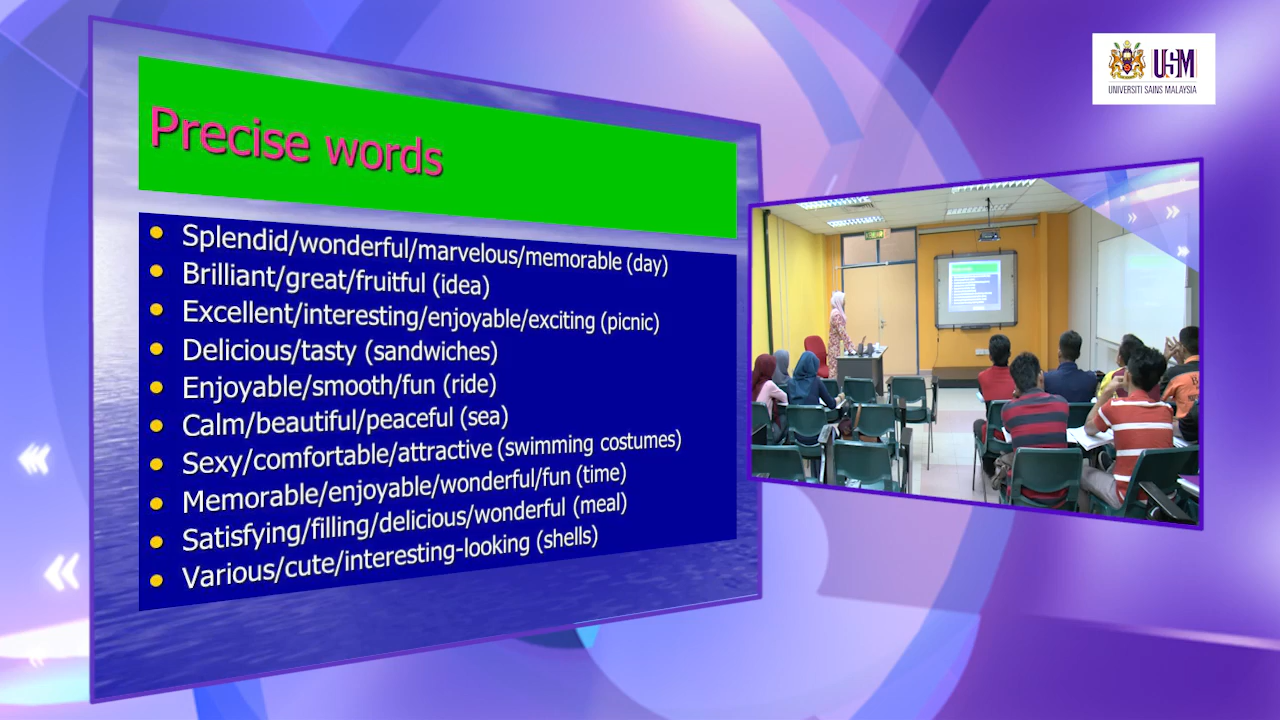 Precise words
Splendid/wonderful/marvelous/memorable (day)
Brilliant/great/fruitful (idea)
Excellent/interesting/enjoyable/exciting (picnic)
Delicious/tasty (sandwiches)
Enjoyable/smooth/fun (ride)
Calm/beautiful/peaceful (sea)
Sexy/comfortable/attractive (swimming costumes)
Memorable/enjoyable/wonderful/fun (time)
Satisfying/filling/delicious/wonderful (meal)
Various/cute/interesting-looking (shells)
USM
UNIVERSITI SAINS MALAYSIA